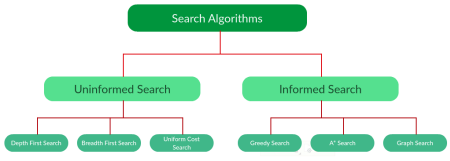 Search Algorithms
Uninformed Search
Informed Search
Depth First Search
Breadth First Search
Uniform Cost
Search
Greedy Search
A* Search
Graph Search